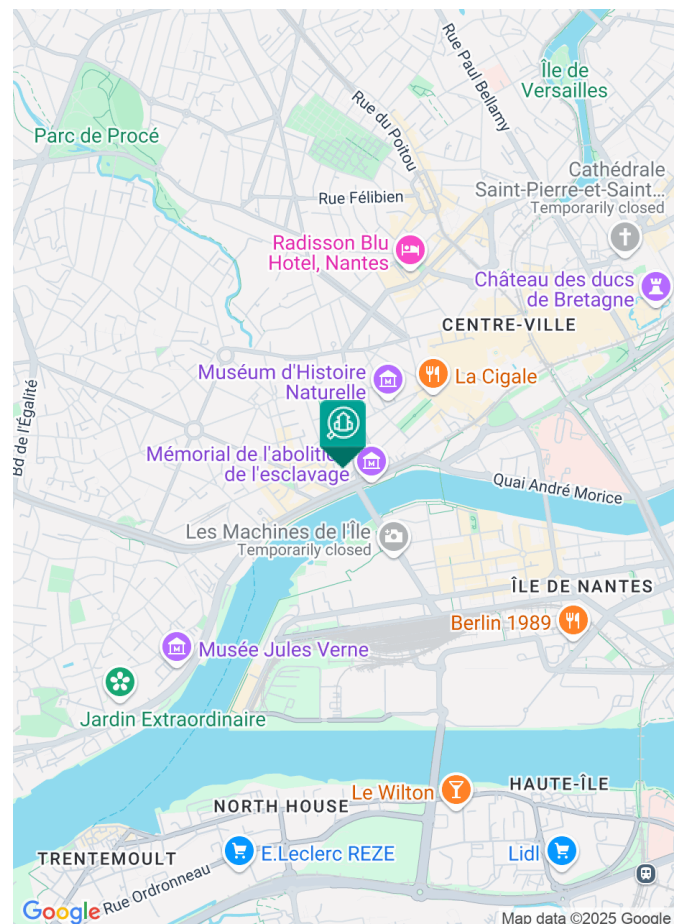 Rue Paul Bellamy
Île de
Versailles
Rue du Poitou
Parc de Procé
Cathédrale
Saint-Pierre-et-Saint...
Temporarily closed
Rue Félibien
Radisson Blu
Hotel, Nantes
Château des ducs
de Bretagne
CENTRE-VILLE
Muséum d'Histoire
Naturelle
La Cigale
Bd de l'Égalité
Mémorial de l'abolitio
de l'esclavage
Quai André Morice
Les Machines de l'Île
Temporarily closed
ÎLE DE NANTES
Berlin 1989
Musée Jules Verne
Jardin Extraordinaire
Le Wilton
HAUTE-ÎLE
NORTH HOUSE
TRENTEMOULT
E.Leclerc REZE
Lidl
Rue Ordronneau
Google
Map data ©2025 Google